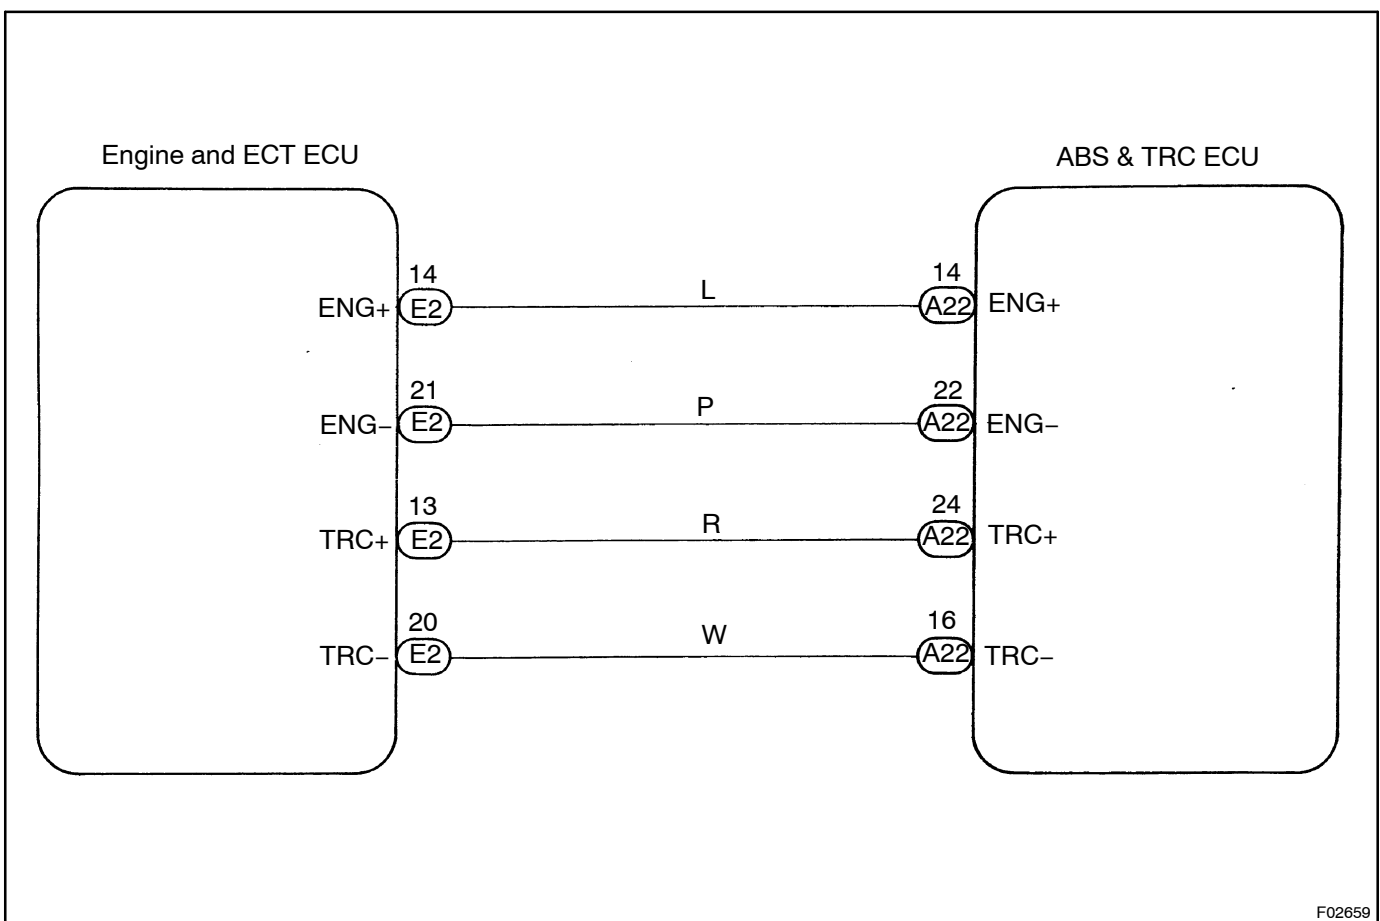 Engine and ECT ECU
ABS & TRC ECU
14
L
14
ENG+ E2
A22 ENG+
21
P
22
ENG− E2
A22 ENG−
13
R
24
TRC+ E2
A22 TRC+
20
W
16
TRC− E2
A22 TRC−
F02659